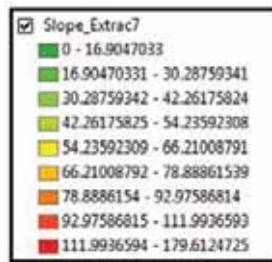 Slope_Extrac7
0 - 16.9047033
16.90470331 - 30.28759341
30.28759342 - 42.26175824
42.26175825 - 54.23592308
54.23592309 - 66.21008791
66.21008792 - 78.88861539
78.8886154 - 92.97586814
92.97586815 - 111.9936593
111.9936594 - 179.6124725